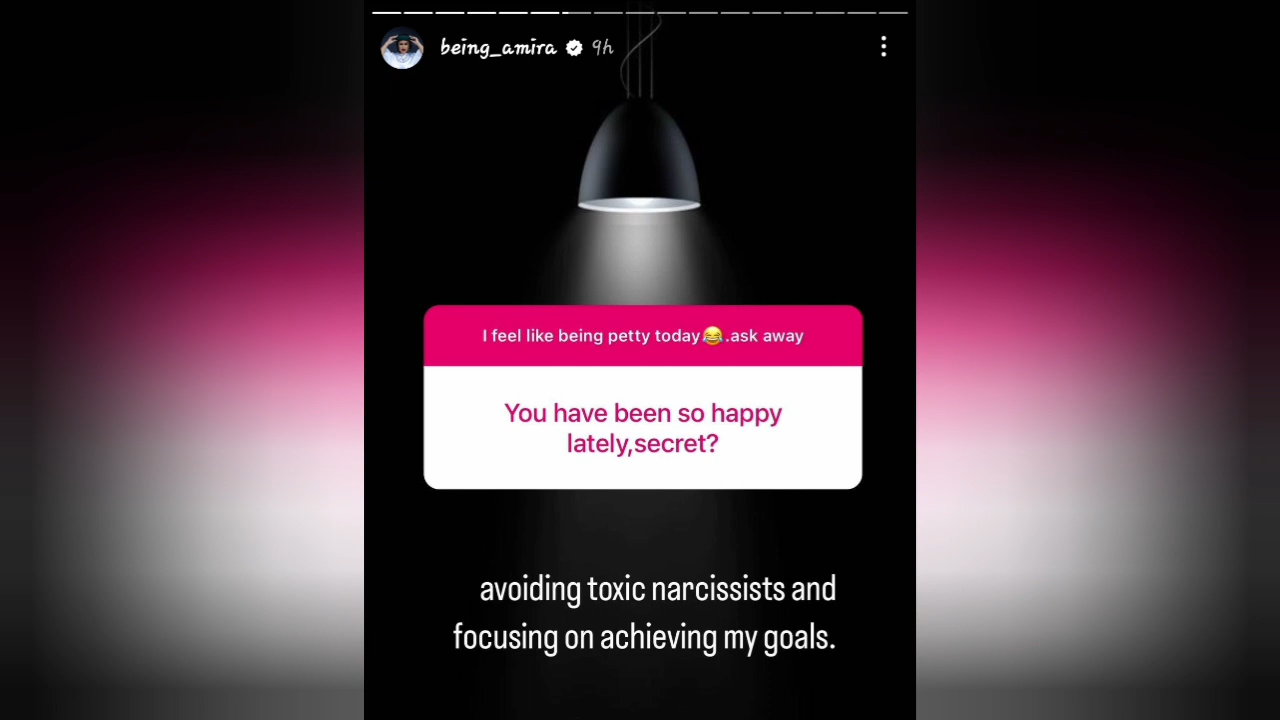 being_amira 9h
I feel like being petty today😂.ask away
You have been so happy
lately,secret?
avoiding toxic narcissists and
focusing on achieving my goals.